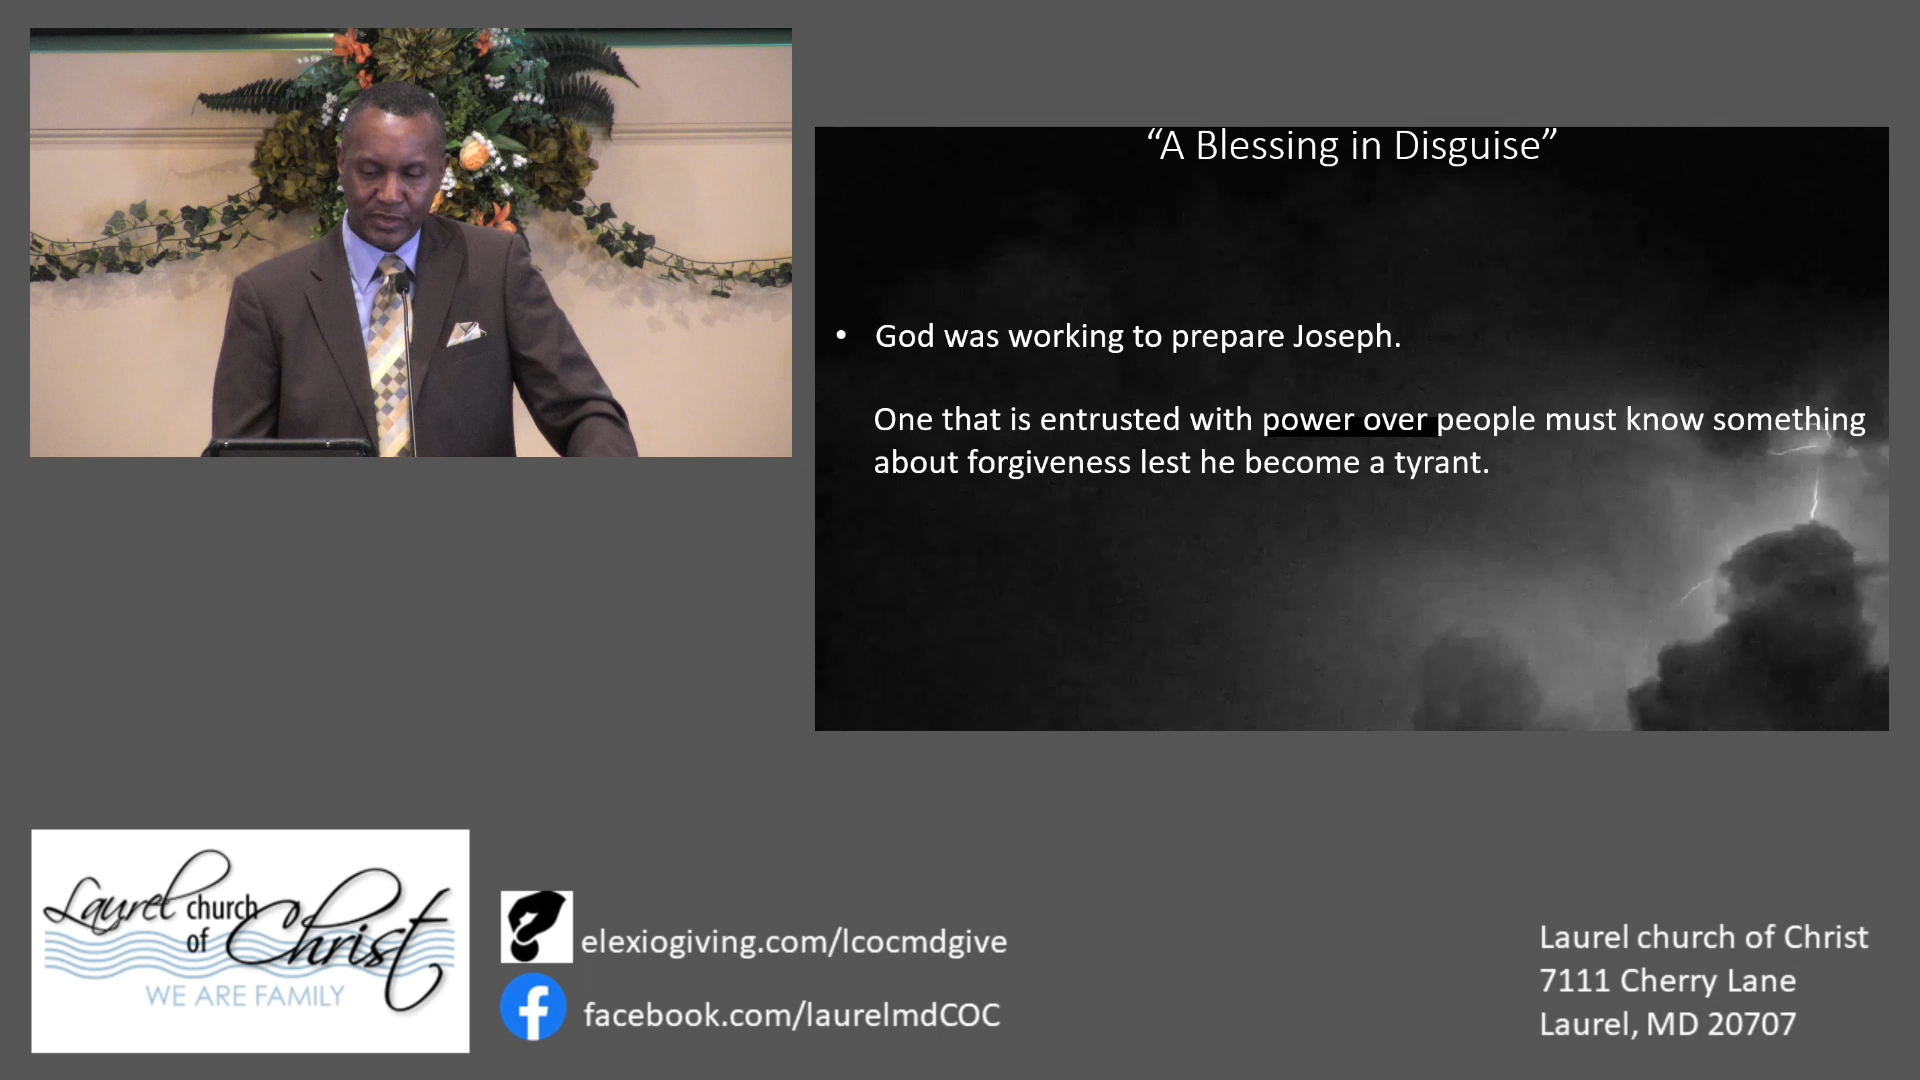 “A Blessing in Disguise”
• God was working to prepare Joseph.
One that is entrusted with power over people must know something
about forgiveness lest he become a tyrant.
Laurel church
of Christ
WE ARE FAMILY
elexiogiving.com/lcocmdgive
facebook.com/laurelmdCOC
Laurel church of Christ
7111 Cherry Lane
Laurel, MD 20707